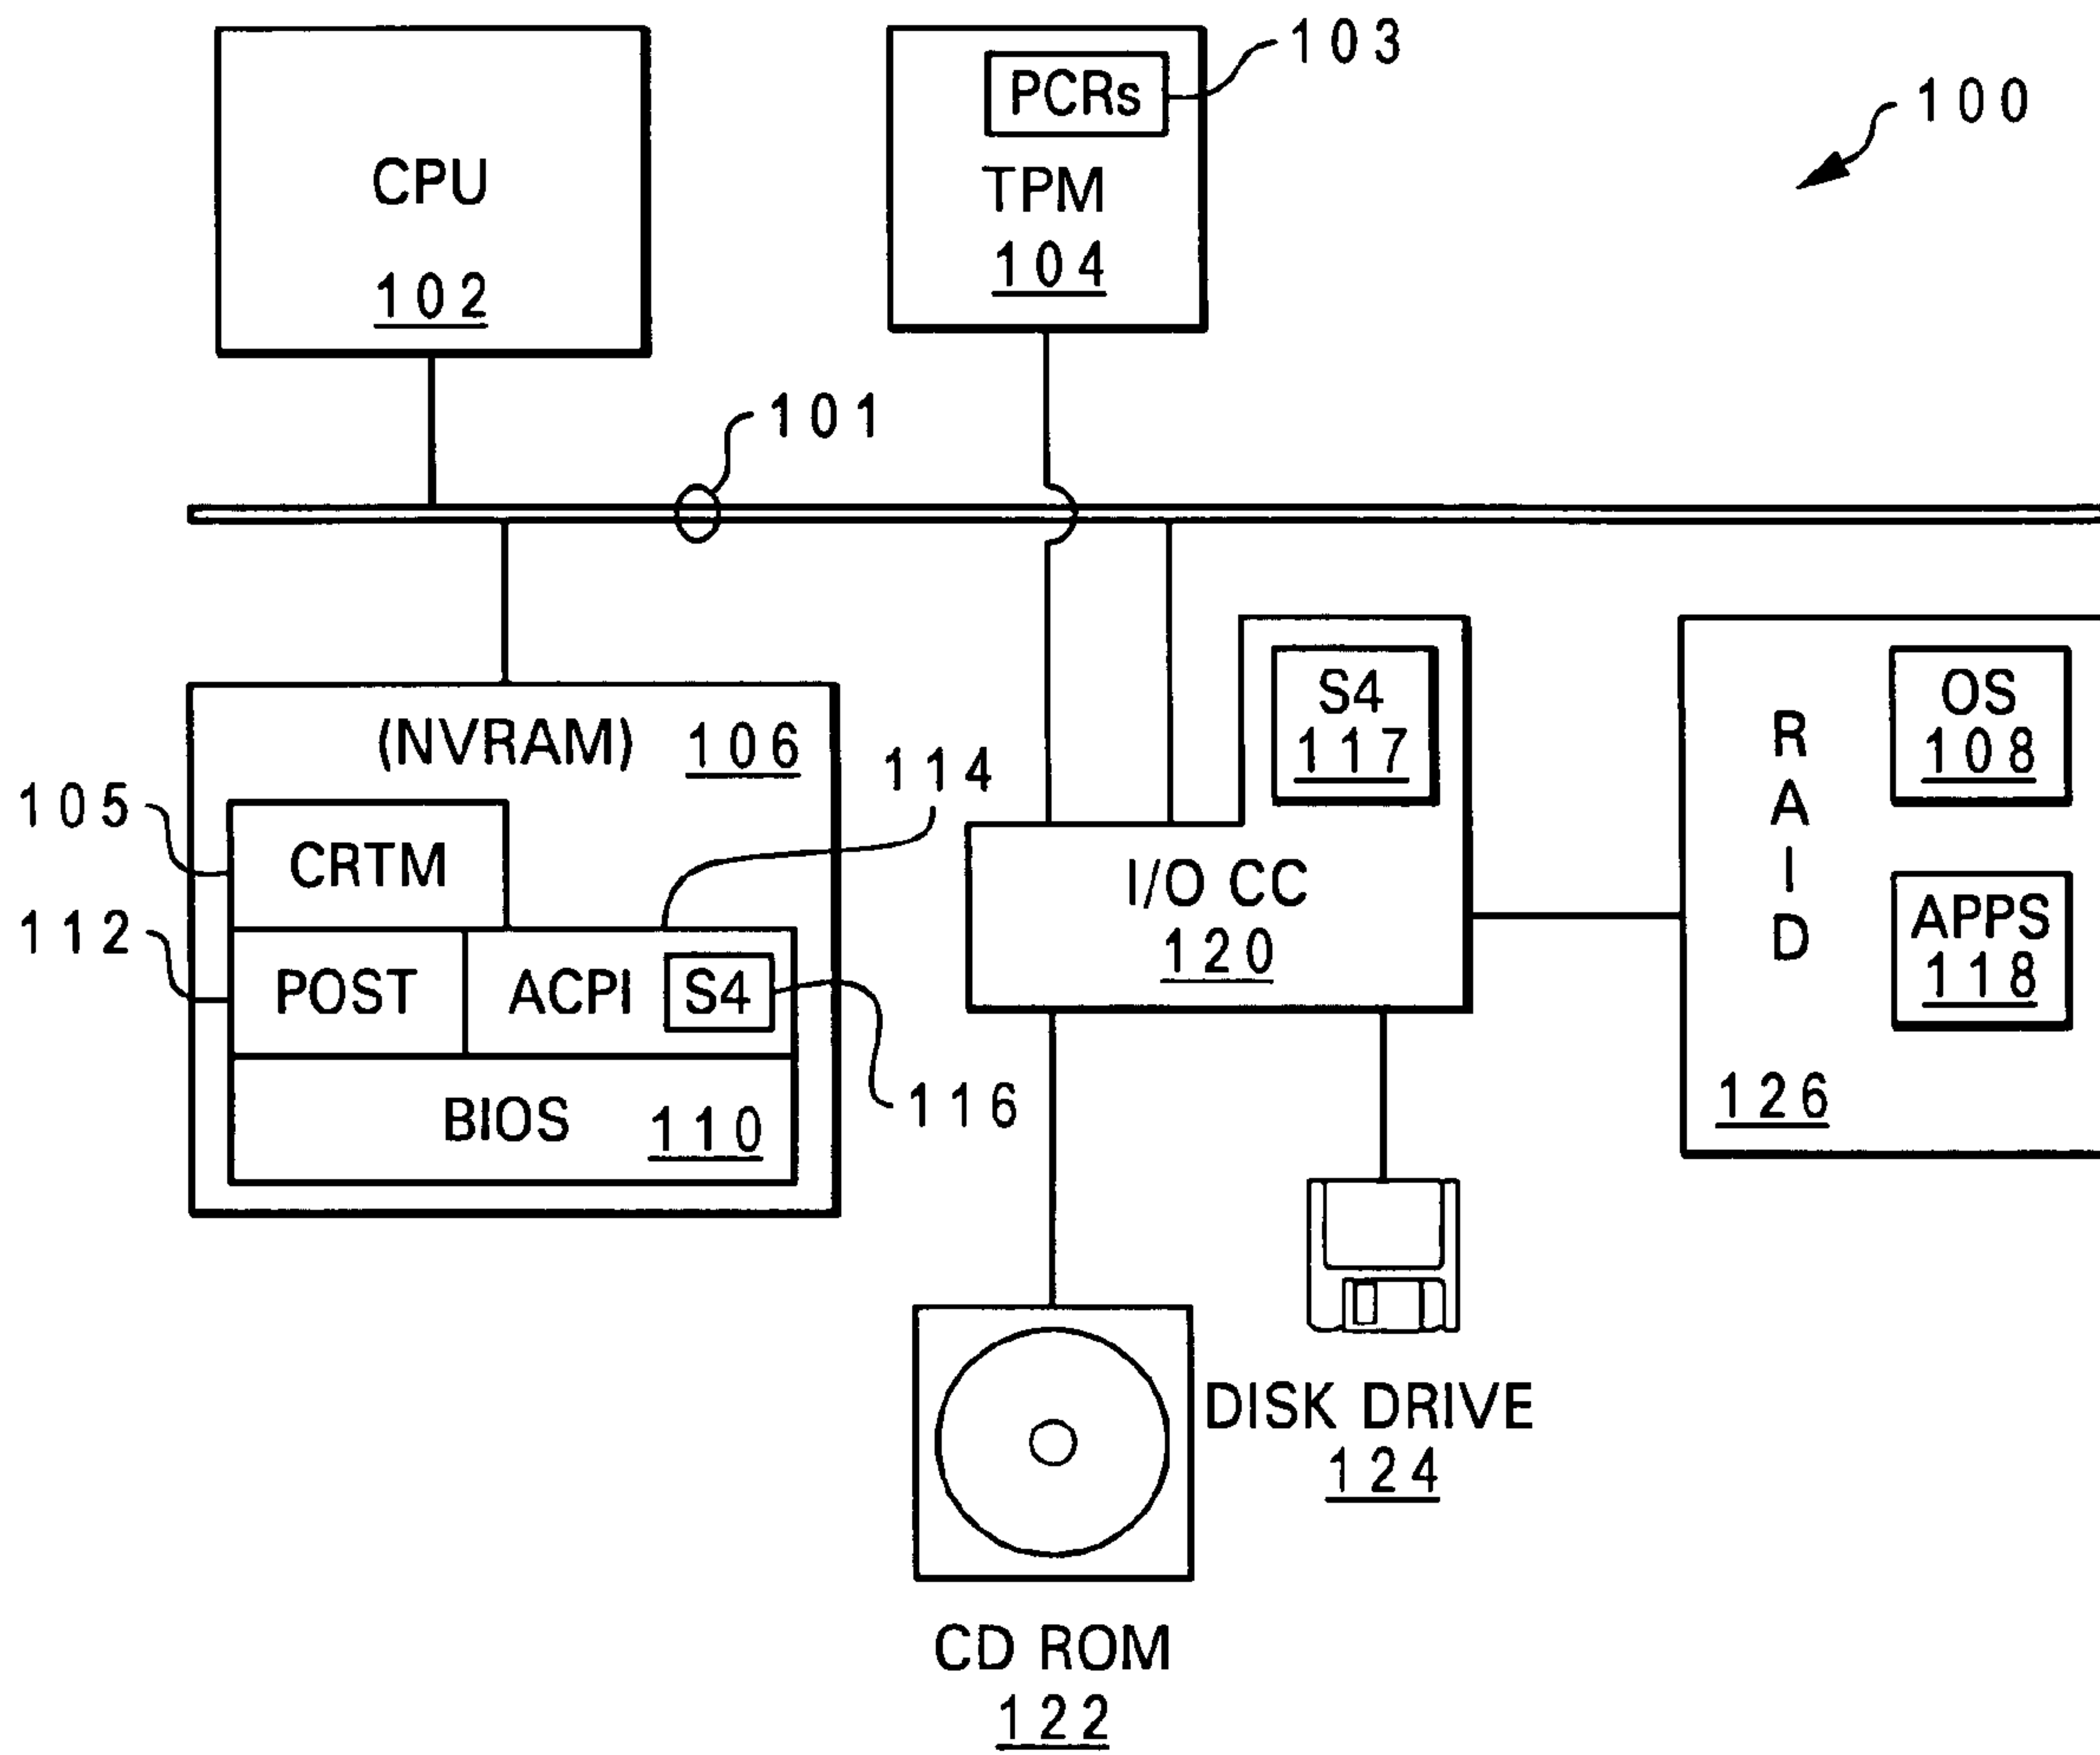 103
PCRs
100
CPU
102
TPM
104
101
(NVRAM) 106
114
105
CRTM
112
POST
ACPI
S4
BIOS 110
116
S4
117
I/O CC
120
RAID
OS
108
APPS
118
126
DISK DRIVE
124
CD ROM
122